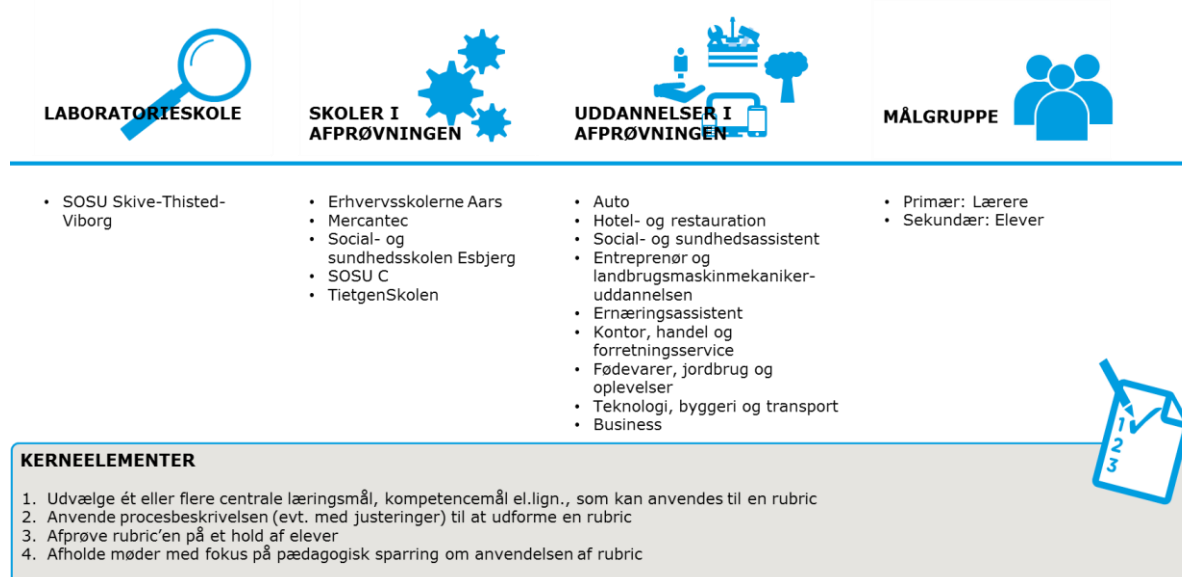 LABORATORIESKOLE
SKOLER I
AFPRØVNINGEN
UDDANNELSER I
AFPRØVNINGEN
MÅLGRUPPE
• SOSU Skive-Thisted-
Viborg
• Erhvervsskolerne Aars
• Mercantec
• Social- og
sundhedsskolen Esbjerg
• SOSU C
• TietgenSkolen
• Auto
• Hotel- og restauration
• Social- og sundhedsassistent
• Entreprenør og
landbrugsmaskinmekaniker-
uddannelsen
• Ernæringsassistent
• Kontor, handel og
forretningsservice
• Fødevarer, jordbrug og
oplevelser
• Teknologi, byggeri og transport
• Business
• Primær: Lærere
• Sekundær: Elever
1
2
3
KERNEELEMENTER
1. Udvælge ét eller flere centrale læringsmål, kompetencemål el.lign., som kan anvendes til en rubric
2. Anvende procesbeskrivelsen (evt. med justeringer) til at udforme en rubric
3. Afprøve rubric'en på et hold af elever
4. Afholde møder med fokus på pædagogisk sparring om anvendelsen af rubric